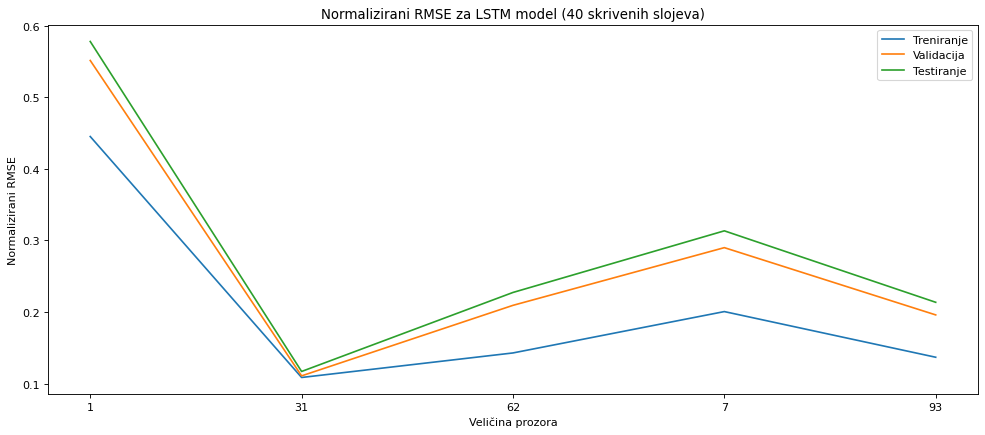 Normalizirani RMSE za LSTM model (40 skrivenih slojeva)
Treniranje
Validacija
Testiranje
Normalizirani RMSE
0.6
0.5
0.4
0.3
0.2
0.1
1 31 62 7 93
Veličina prozora